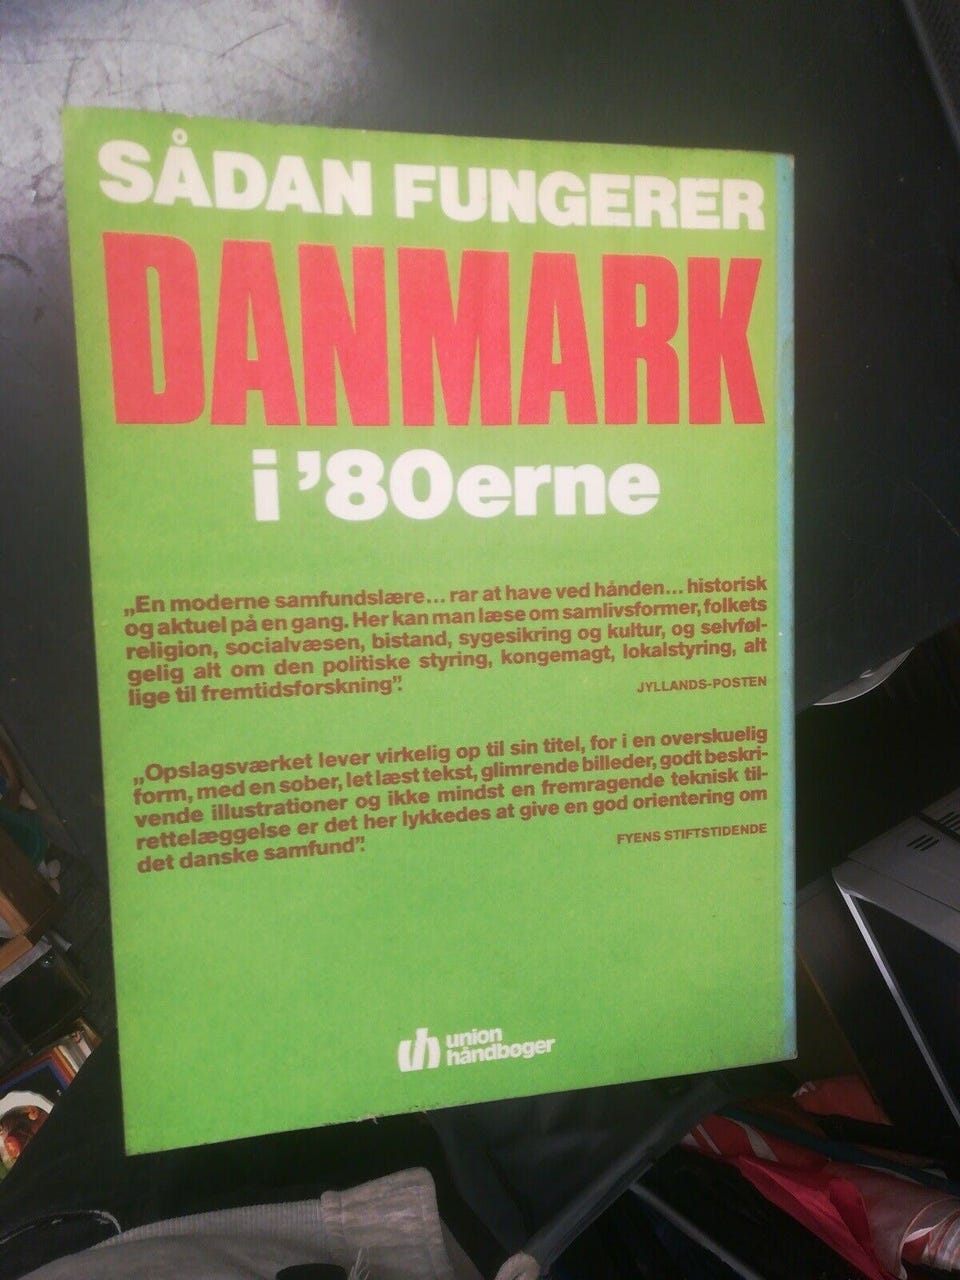 SÅDAN FUNGERER
DANMARK
i '80erne
„En moderne samfundslære... rar at have ved hånden... historisk
og aktuel på en gang. Her kan man læse om samlivsformer, folkets
religion, socialvæsen, bistand, sygesikring og kultur, og selvføl-
gelig alt om den politiske styring, kongemagt, lokalstyring, alt
lige til fremtidsforskning”.
JYLLANDS-POSTEN
„Opslagsværket lever virkelig op til sin titel, for i en overskuelig
form, med en sober, let læst tekst, glimrende billeder, godt beskri-
vende illustrationer og ikke mindst en fremragende teknisk til-
rettelæggelse er det her lykkedes at give en god orientering om
det danske samfund”.
FYENS STIFTSTIDENDE
union
håndbøger